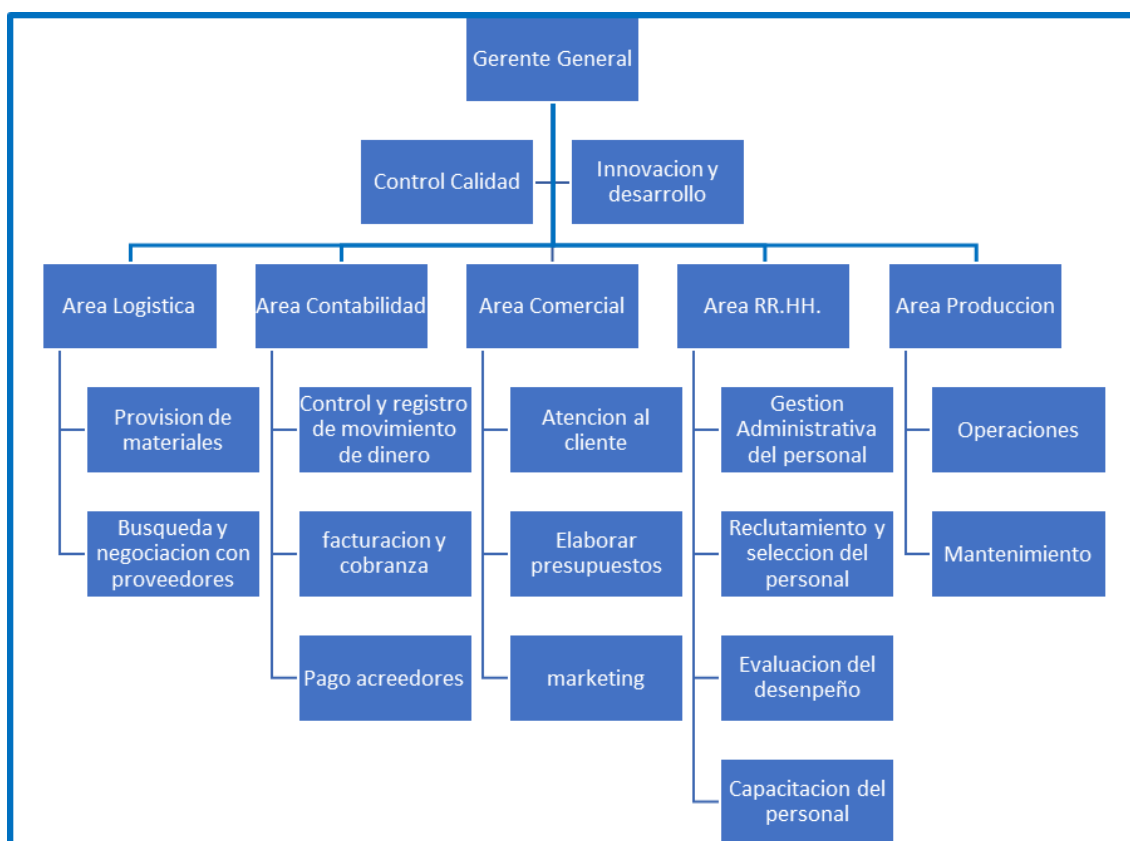 Gerente General
Control Calidad
Innovacion y
desarrollo
Area Logistica
Area Contabilidad
Area Comercial
Area RR.HH.
Area Produccion
Provision de
materiales
Busqueda y
negociacion con
proveedores
Control y registro
de movimiento
de dinero
facturacion y
cobranza
Pago acreedores
Atencion al
cliente
Elaborar
presupuestos
marketing
Gestion
Administrativa
del personal
Reclutamiento y
seleccion del
personal
Evaluacion del
desenpeño
Capacitacion del
personal
Operaciones
Mantenimiento